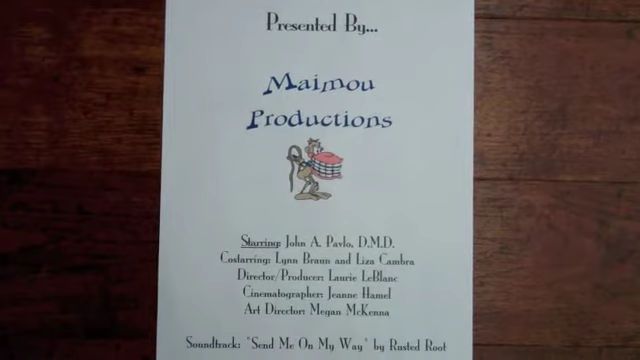 Presented By...
Maimou
Productions
Starring: John A. Pavlo, D.M.D.
Costarring: Lynn Braun and Liza Cambra
Director/Producer: Laurie LeBlanc
Cinematographer: Jeanne Hamel
Art Director: Megan McKenna
Soundtrack: "Send Me On My Way" by Rusted Root